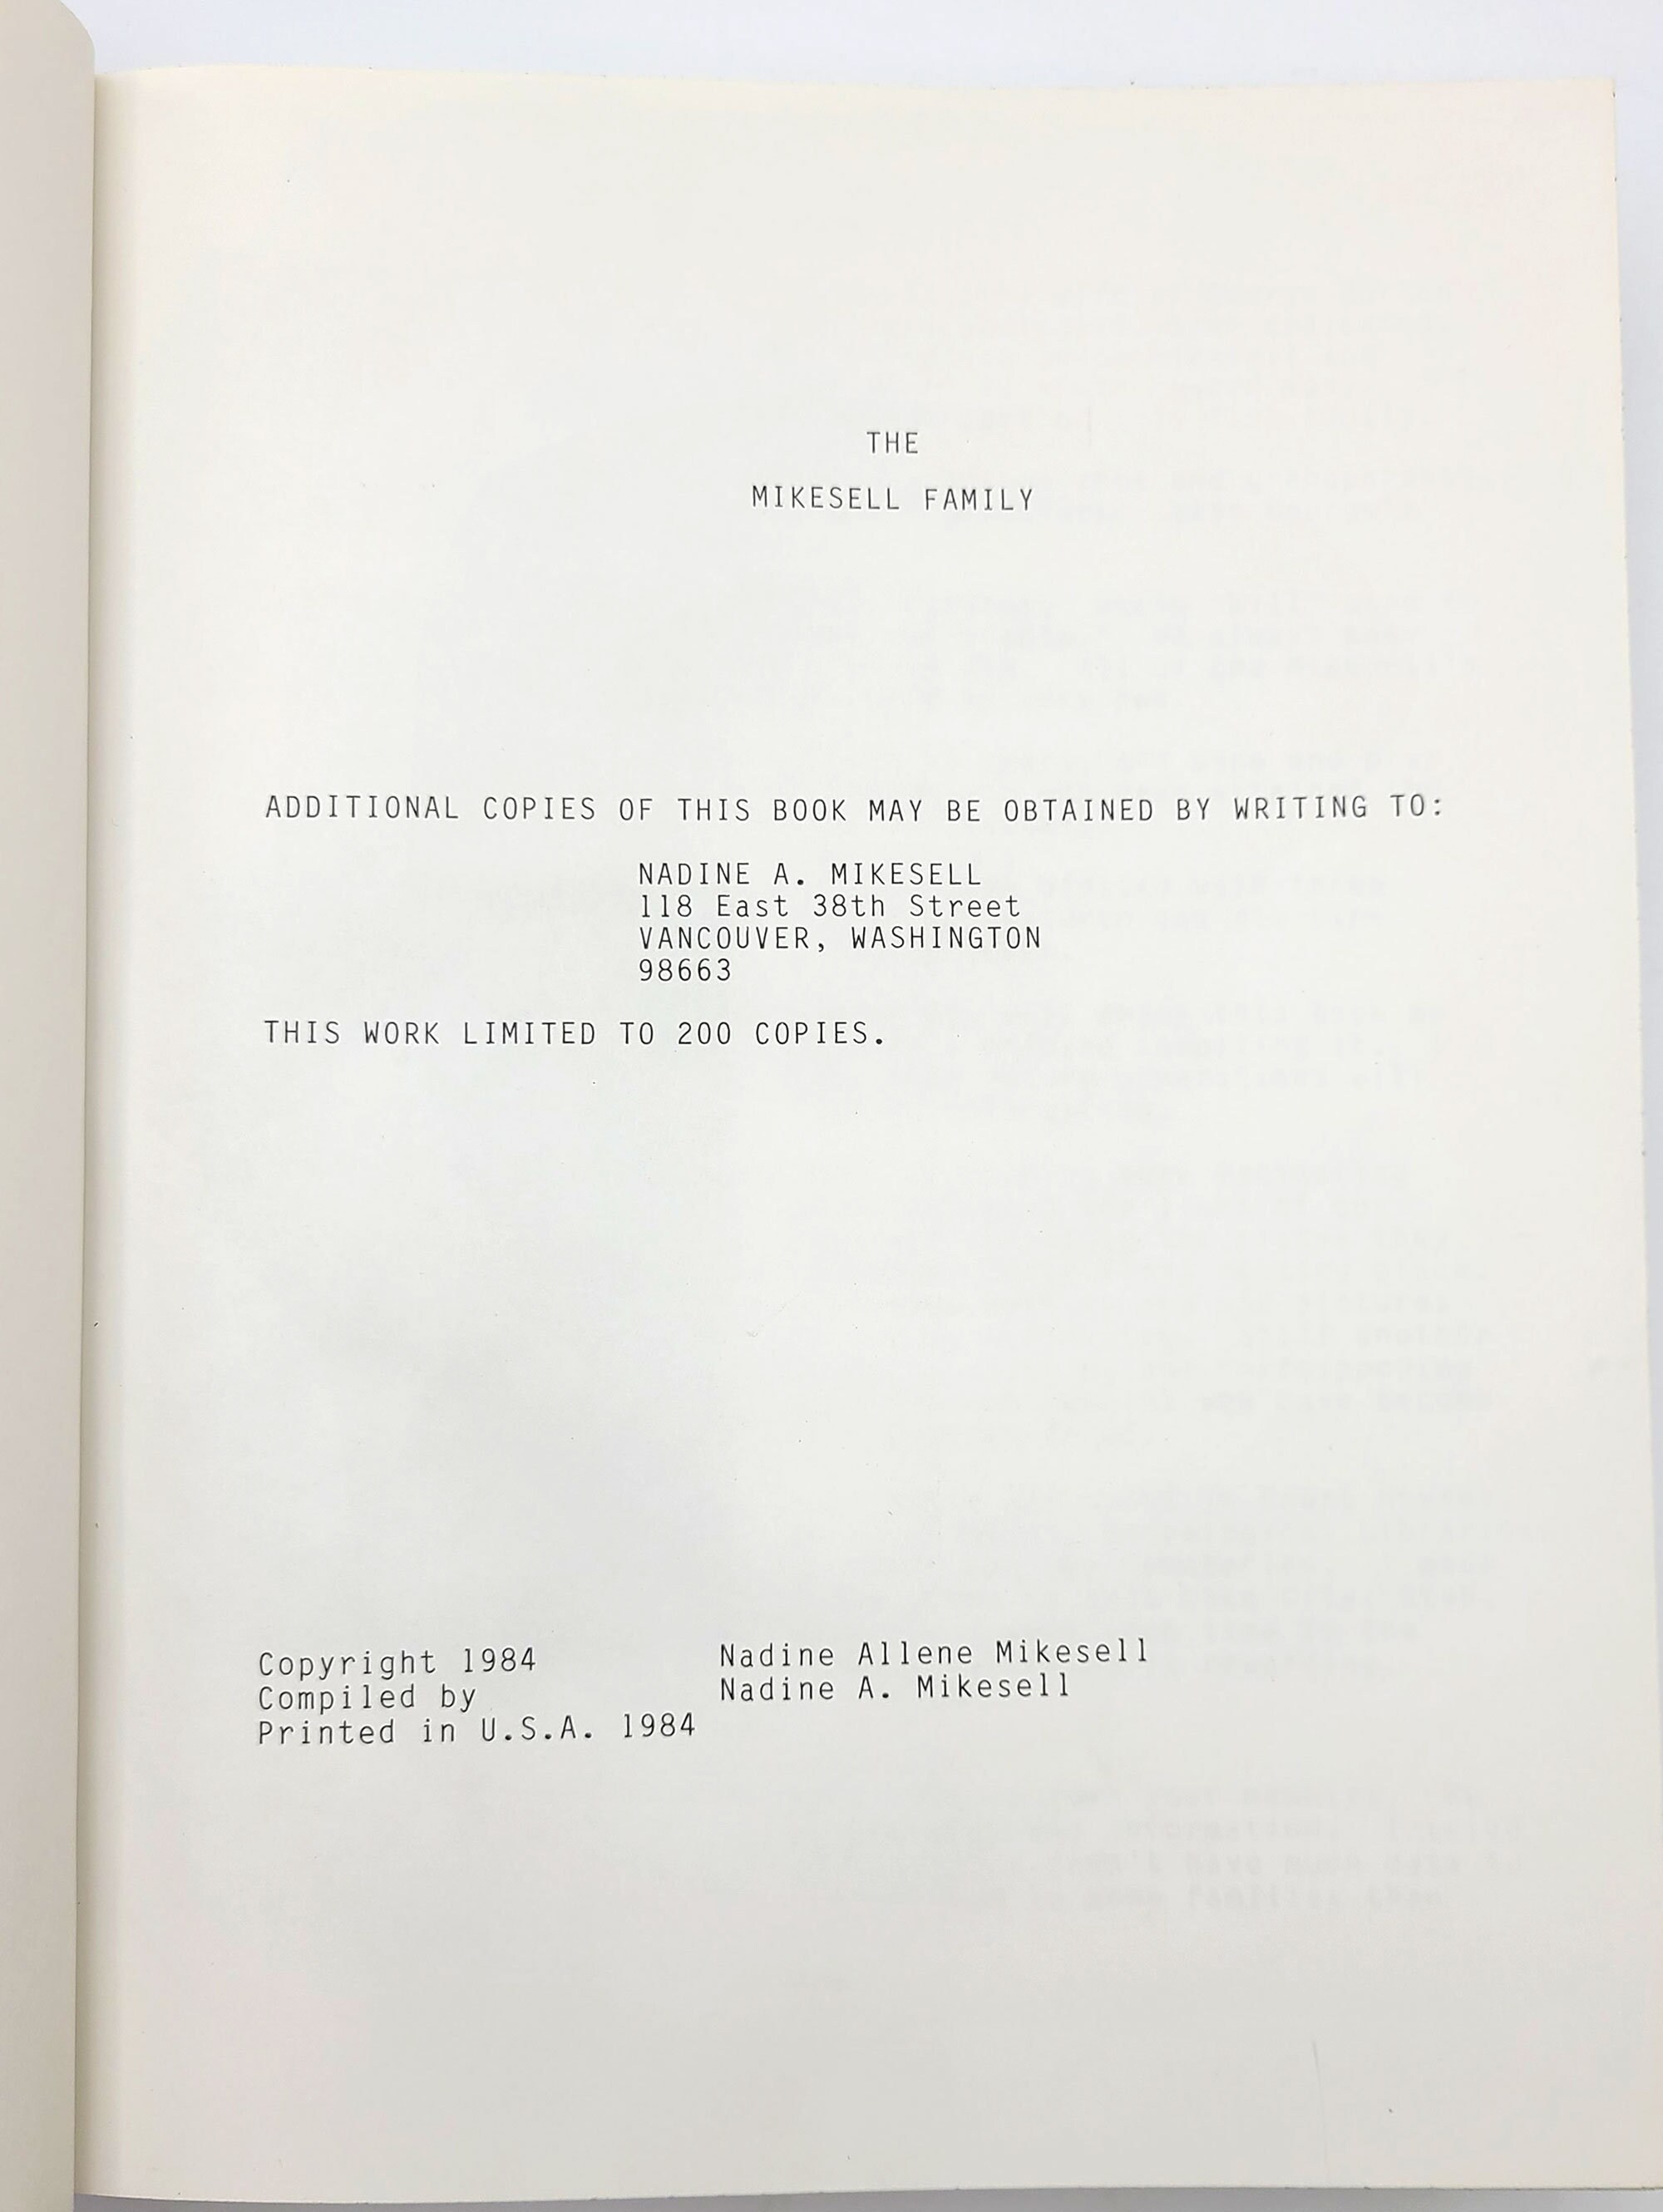 THE
MIKESELL FAMILY
ADDITIONAL COPIES OF THIS BOOK MAY BE OBTAINED BY WRITING TO:
NADINE A. MIKESELL
118 East 38th Street
VANCOUVER, WASHINGTON
98663
THIS WORK LIMITED TO 200 COPIES.
Copyright 1984 Nadine Allene Mikesell
Compiled by Nadine A. Mikesell
Printed in U.S.A. 1984